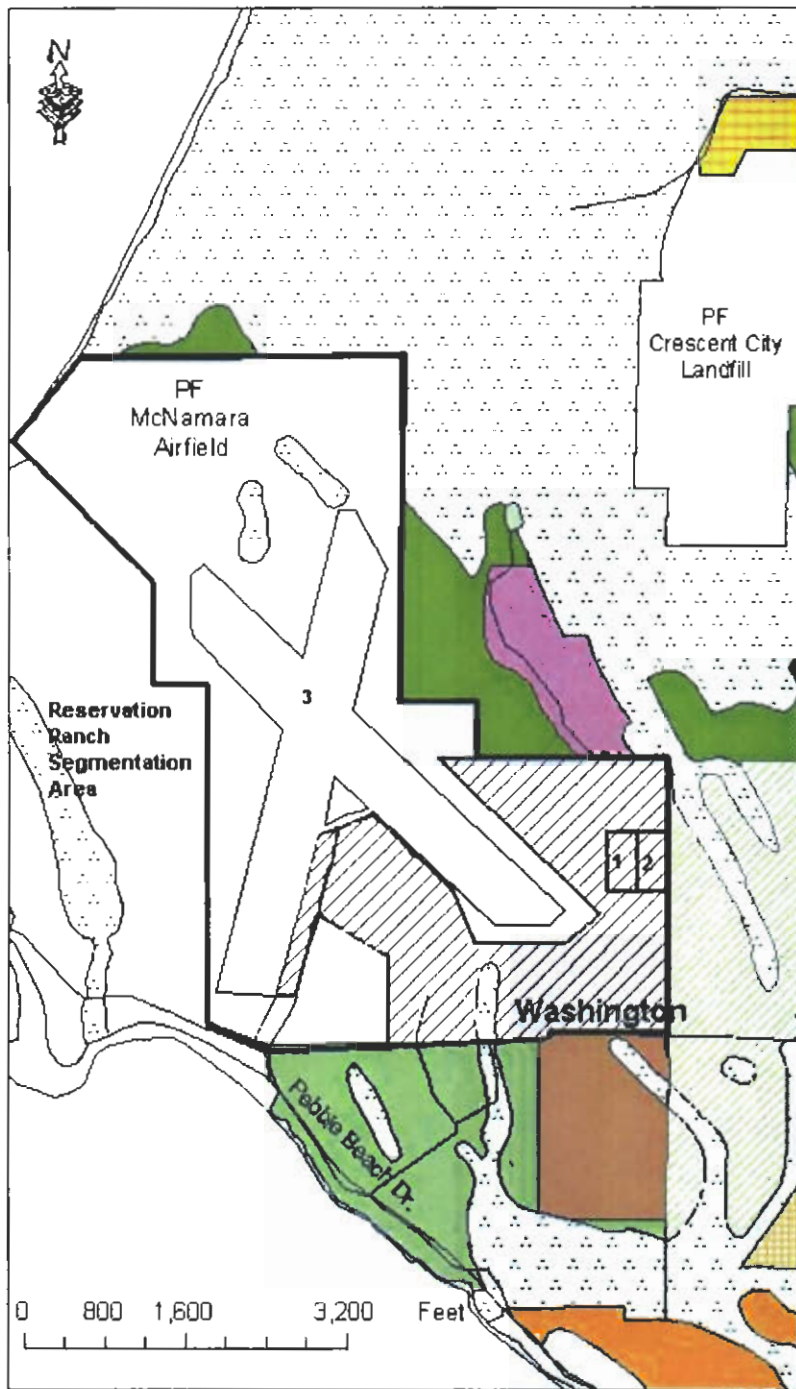 N
PF
Crescent City
Landfill
PF
McNamara
Airfield
3
Reservation
Ranch
Segmentation
Area
1 2
Washington
Pebble Beach Dr.
0 800 1,600 3,200 Feet